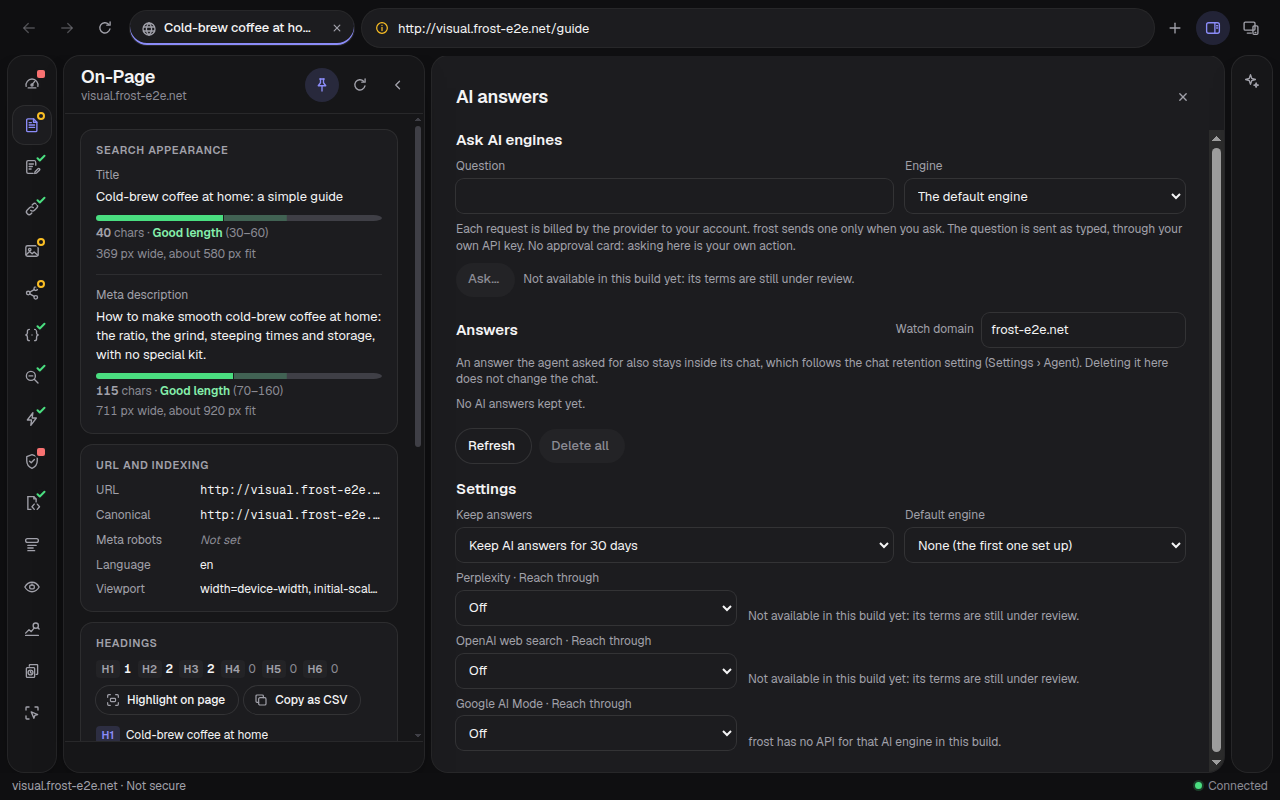 Cold-brew coffee at ho...
http://visual.frost-e2e.net/guide
On-Page
visual.frost-e2e.net
SEARCH APPEARANCE
Title
Cold-brew coffee at home: a simple guide
40 chars · Good length (30–60)
369 px wide, about 580 px fit
Meta description
How to make smooth cold-brew coffee at home:
the ratio, the grind, steeping times and storage,
with no special kit.
115 chars · Good length (70–160)
711 px wide, about 920 px fit
URL AND INDEXING
URL http://visual.frost-e2e....
Canonical http://visual.frost-e2e....
Meta robots Not set
Language en
Viewport width=device-width, initial-scal...
HEADINGS
H1 1 H2 2 H3 2 H4 0 H5 0 H6 0
Highlight on page Copy as CSV
H1 Cold-brew coffee at home
AI answers
Ask AI engines
Question Engine
The default engine
Each request is billed by the provider to your account. frost sends one only when you ask. The question is sent as typed, through your
own API key. No approval card: asking here is your own action.
Ask... Not available in this build yet: its terms are still under review.
Answers Watch domain frost-e2e.net
An answer the agent asked for also stays inside its chat, which follows the chat retention setting (Settings › Agent). Deleting it here
does not change the chat.
No AI answers kept yet.
Refresh Delete all
Settings
Keep answers Default engine
Keep AI answers for 30 days None (the first one set up)
Perplexity · Reach through
Off Not available in this build yet: its terms are still under review.
OpenAI web search · Reach through
Off Not available in this build yet: its terms are still under review.
Google AI Mode · Reach through
Off frost has no API for that AI engine in this build.
visual.frost-e2e.net · Not secure
Connected